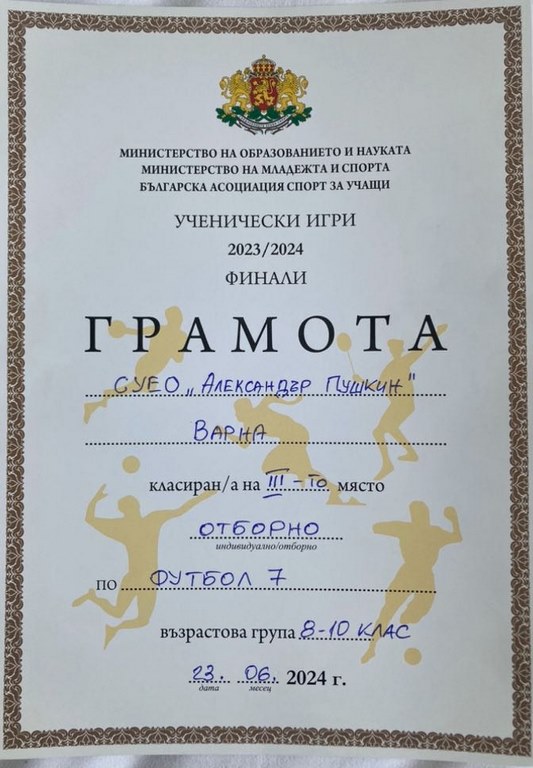 МИНИСТЕРСТВО НА ОБРАЗОВАНИЕТО И НАУКАТА
МИНИСТЕРСТВО НА МЛАДЕЖТА И СПОРТА
БЪЛГАРСКА АСОЦИАЦИЯ СПОРТ ЗА УЧАЩИ
УЧЕНИЧЕСКИ ИГРИ
2023/2024
ФИНАЛИ
ГРАМОТА
СУЕО „АЛЕКСАНДЪР ПУШКИН"
ВАРНА
класиран/а на III-ТО място
ОТБОРНО
индивидуално/отборно
по ФУТБОЛ 7
възрастова група 8-10 КЛАС
23. 06. 2024 г.
дата месец